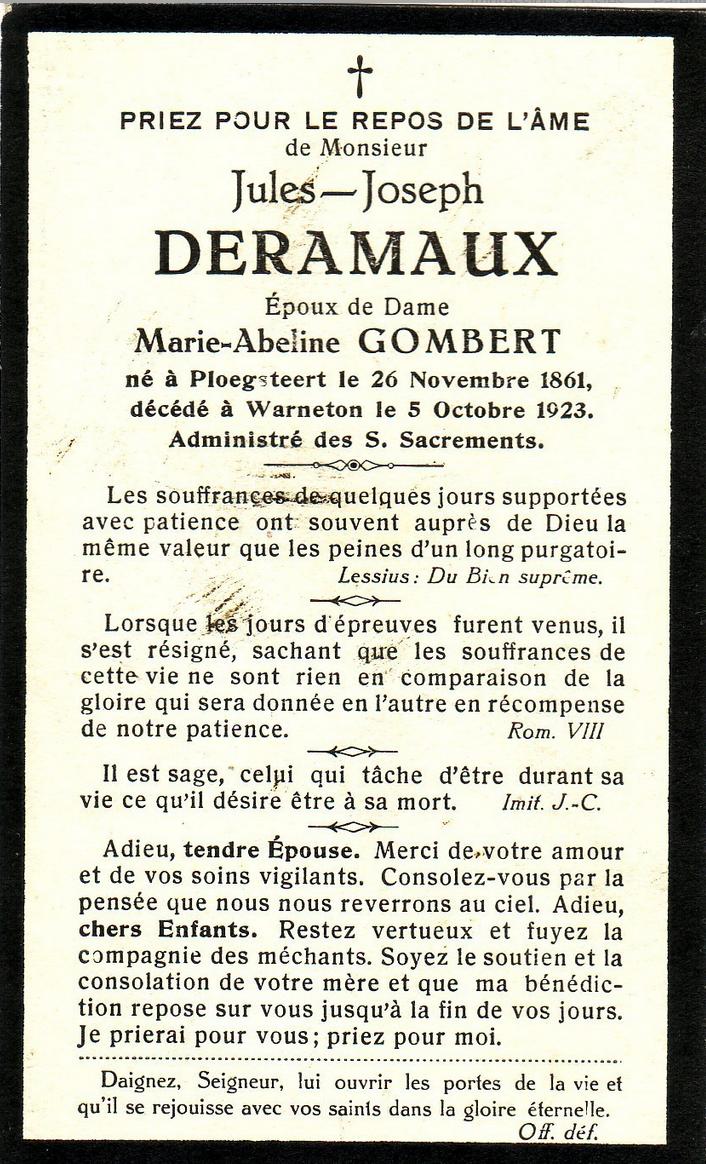 PRIEZ POUR LE REPOS DE L'ÂME
de Monsieur
Jules—Joseph
DERAMAUX
Époux de Dame
Marie-Abeline GOMBERT
né à Ploegsteert le 26 Novembre 1861,
décédé à Warneton le 5 Octobre 1923.
Administré des S. Sacrements.
Les souffrances de quelques jours supportées
avec patience ont souvent auprès de Dieu la
même valeur que les peines d'un long purgatoi-
re. Lessius: Du Bien suprême.
Lorsque les jours d'épreuves furent venus, il
s'est résigné, sachant que les souffrances de
cette vie ne sont rien en comparaison de la
gloire qui sera donnée en l'autre en récompense
de notre patience. Rom. VIII
Il est sage, celui qui tâche d'être durant sa
vie ce qu'il désire être à sa mort. Imit. J.-C.
Adieu, tendre Épouse. Merci de votre amour
et de vos soins vigilants. Consolez-vous par la
pensée que nous nous reverrons au ciel. Adieu,
chers Enfants. Restez vertueux et fuyez la
compagnie des méchants. Soyez le soutien et la
consolation de votre mère et que ma bénédic-
tion repose sur vous jusqu'à la fin de vos jours.
Je prierai pour vous; priez pour moi.
Daignez, Seigneur, lui ouvrir les portes de la vie et
qu'il se rejouisse avec vos saints dans la gloire éternelle.
Off. déf.